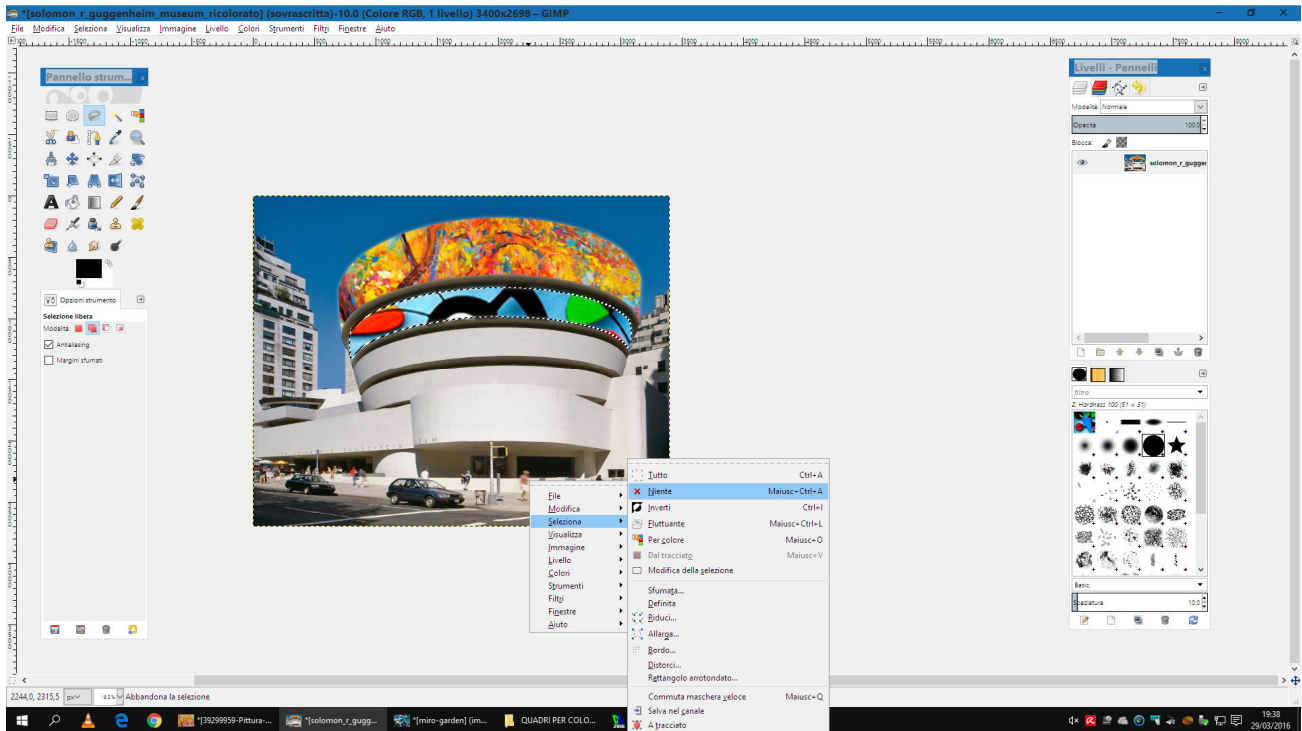 *[solomon_r_guggenheim_museum_ricolorato] (sovrascritta)-10.0 (Colore RGB, 1 livello) 3400x2698 – GIMP
File Modifica Seleziona Visualizza Immagine Livello Colori Strumenti Filtri Finestre Aiuto
Pannello strum...
Opzioni strumento
Selezione libera
Modalità:
Antialiasing
Margini sfumati
Livelli - Pennelli
Modalità: Normale
Opacità 100,0
Blocca:
solomon_r_gugger
filtro
2. Hardness 100 (51 × 51)
Basic,
Spaziatura 10,0
File
Modifica
Seleziona
Visualizza
Immagine
Livello
Colori
Strumenti
Filtri
Finestre
Aiuto
Tutto Ctrl+A
Niente Maiusc+Ctrl+A
Inverti Ctrl+I
Fluttuante Maiusc+Ctrl+L
Per colore Maiusc+O
Dal tracciato Maiusc+V
Modifica della selezione
Sfumata...
Definita
Riduci...
Allarga...
Bordo...
Distorci...
Rettangolo arrotondato...
Commuta maschera veloce Maiusc+Q
Salva nel canale
A tracciato
2244,0, 2315,5 px Abbandona la selezione
*[39299959-Pittura-... *[solomon_r_gugg... *[miro-garden] (im... QUADRI PER COLO...
19:38
29/03/2016